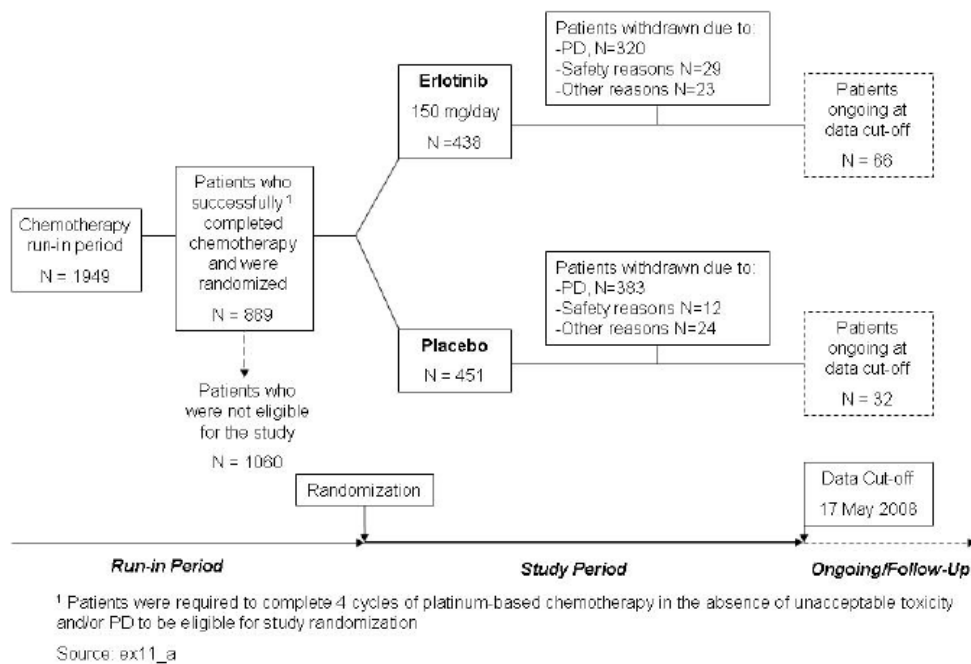 Chemotherapy
run-in period
N = 1949
Patients who
successfully 1
completed
chemotherapy
and were
randomized
N = 889
Patients who
were not eligible
for the study
N = 1060
Erlotinib
150 mg/day
N =438
Patients withdrawn due to:
-PD, N=320
-Safety reasons N=29
-Other reasons N=23
Patients
ongoing at
data cut-off
N = 66
Placebo
N = 451
Patients withdrawn due to:
-PD, N=383
-Safety reasons N=12
-Other reasons N=24
Patients
ongoing at
data cut-off
N = 32
Randomization
Data Cut-off
17 May 2008
Run-in Period
Study Period
Ongoing/Follow-Up
1 Patients were required to complete 4 cycles of platinum-based chemotherapy in the absence of unacceptable toxicity
and/or PD to be eligible for study randomization
Source: ex11_a